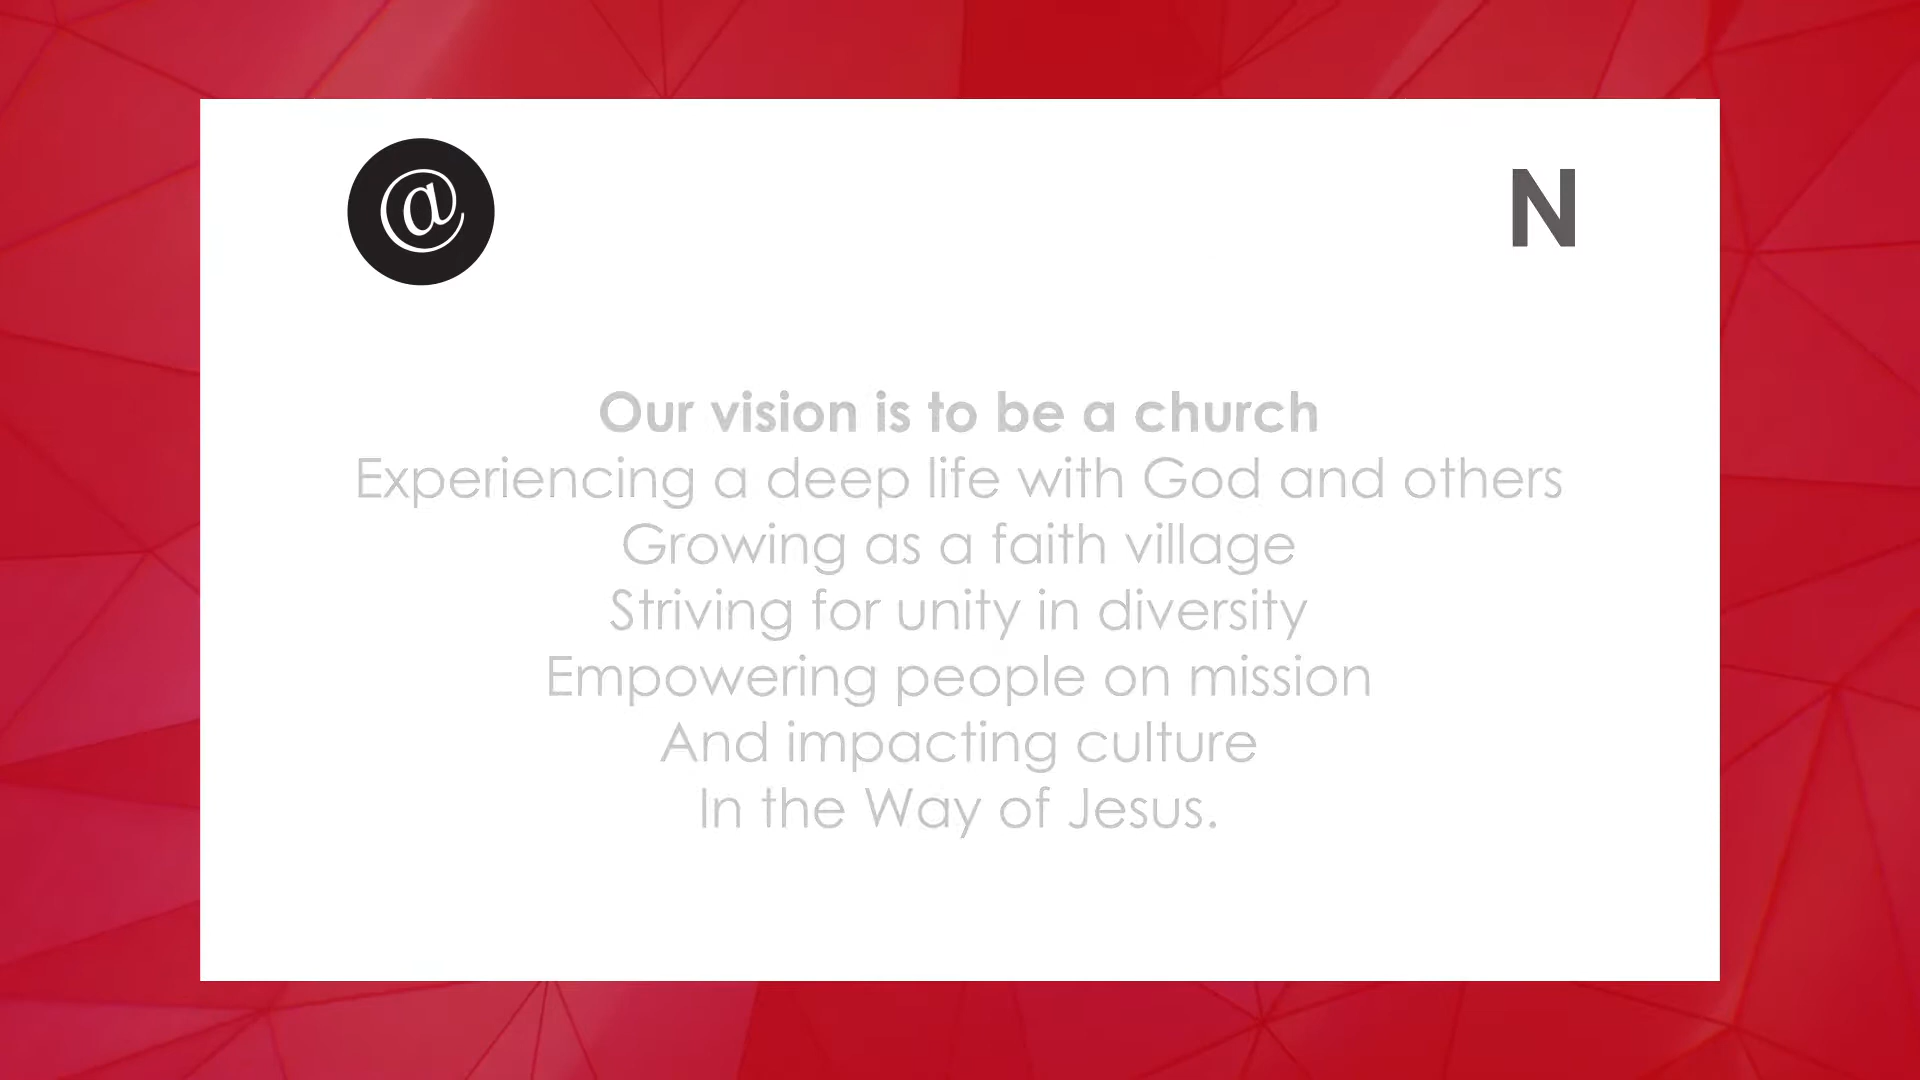 @
N
Our vision is to be a church
Experiencing a deep life with God and others
Growing as a faith village
Striving for unity in diversity
Empowering people on mission
And impacting culture
In the Way of Jesus.